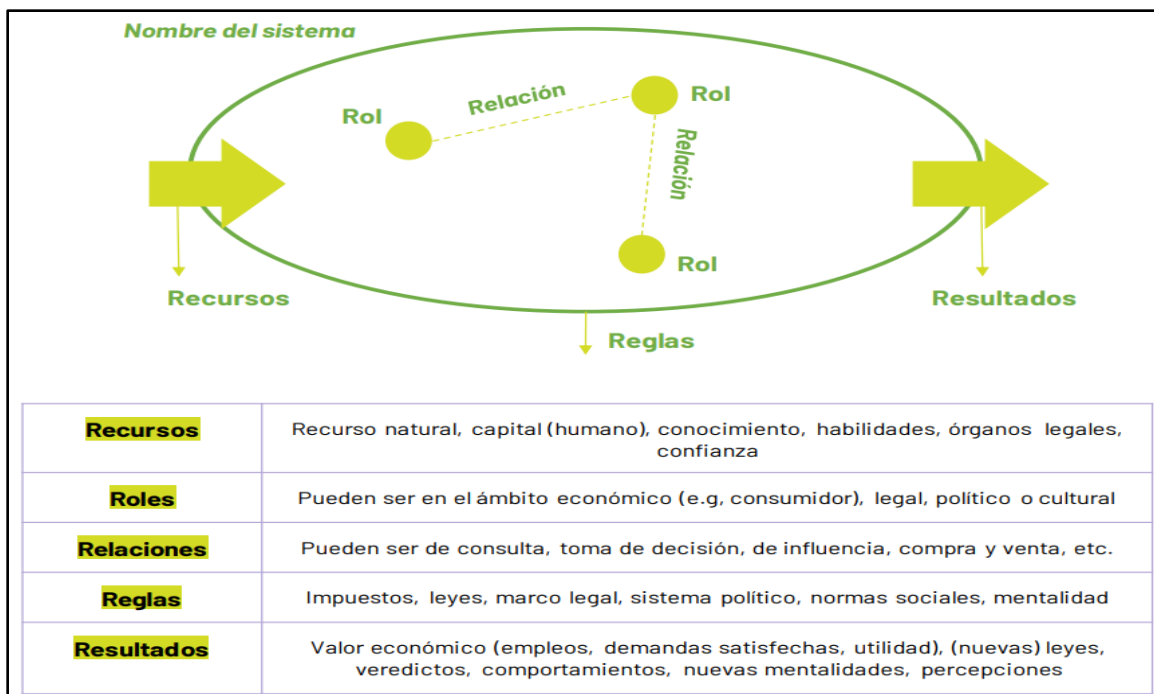 Nombre del sistema
Relación
Rol
Rol
Relación
Rol
Recursos
Resultados
Reglas
Recursos
Recurso natural, capital (humano), conocimiento, habilidades, órganos legales,
confianza
Roles
Pueden ser en el ámbito económico (e.g, consumidor), legal, político o cultural
Relaciones
Pueden ser de consulta, toma de decisión, de influencia, compra y venta, etc.
Reglas
Impuestos, leyes, marco legal, sistema político, normas sociales, mentalidad
Resultados
Valor económico (empleos, demandas satisfechas, utilidad), (nuevas) leyes,
veredictos, comportamientos, nuevas mentalidades, percepciones